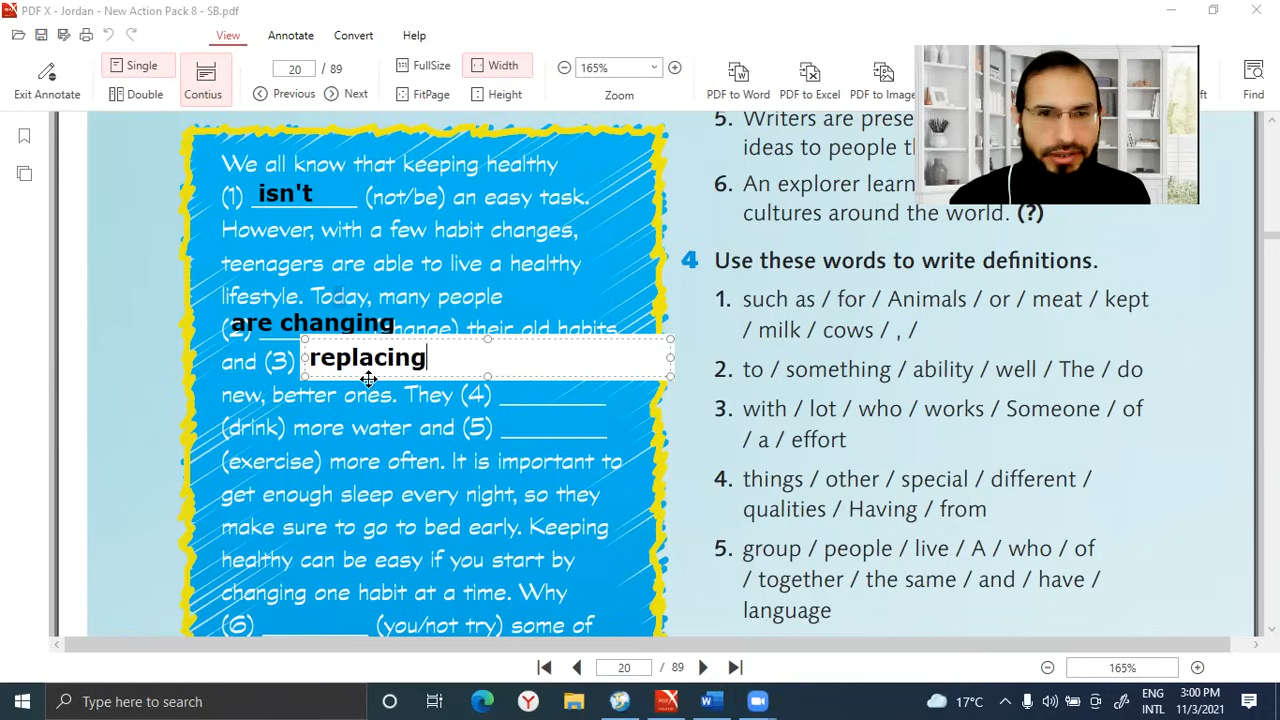 PDF X - Jordan - New Action Pack 8 - SB.pdf
View Annotate Convert Help
Exit Annotate
Single
Double
Contius
20 / 89
Previous Next
FullSize Width
FitPage Height
165%
Zoom
PDF to Word PDF to Excel PDF to Image
Find
We all know that keeping healthy
(1) isn't (not/be) an easy task.
However, with a few habit changes,
teenagers are able to live a healthy
lifestyle. Today, many people
(2) are changing (change) their old habits
and (3) replacing
new, better ones. They (4) __________
(drink) more water and (5) __________
(exercise) more often. It is important to
get enough sleep every night, so they
make sure to go to bed early. Keeping
healthy can be easy if you start by
changing one habit at a time. Why
(6) __________ (you/not try) some of
5. Writers are
ideas to people
6. An explorer
cultures around the world. (?)
4 Use these words to write definitions.
1. such as / for / Animals / or / meat / kept
/ milk / cows / , /
2. to / something / ability / well / The / do
3. with / lot / who / works / Someone / of
/ a / effort
4. things / other / special / different /
qualities / Having / from
5. group / people / live / A / who / of
/ together / the same / and / have /
language
20 / 89
165%
Type here to search
17°C
ENG
INTL
3:00 PM
11/3/2021